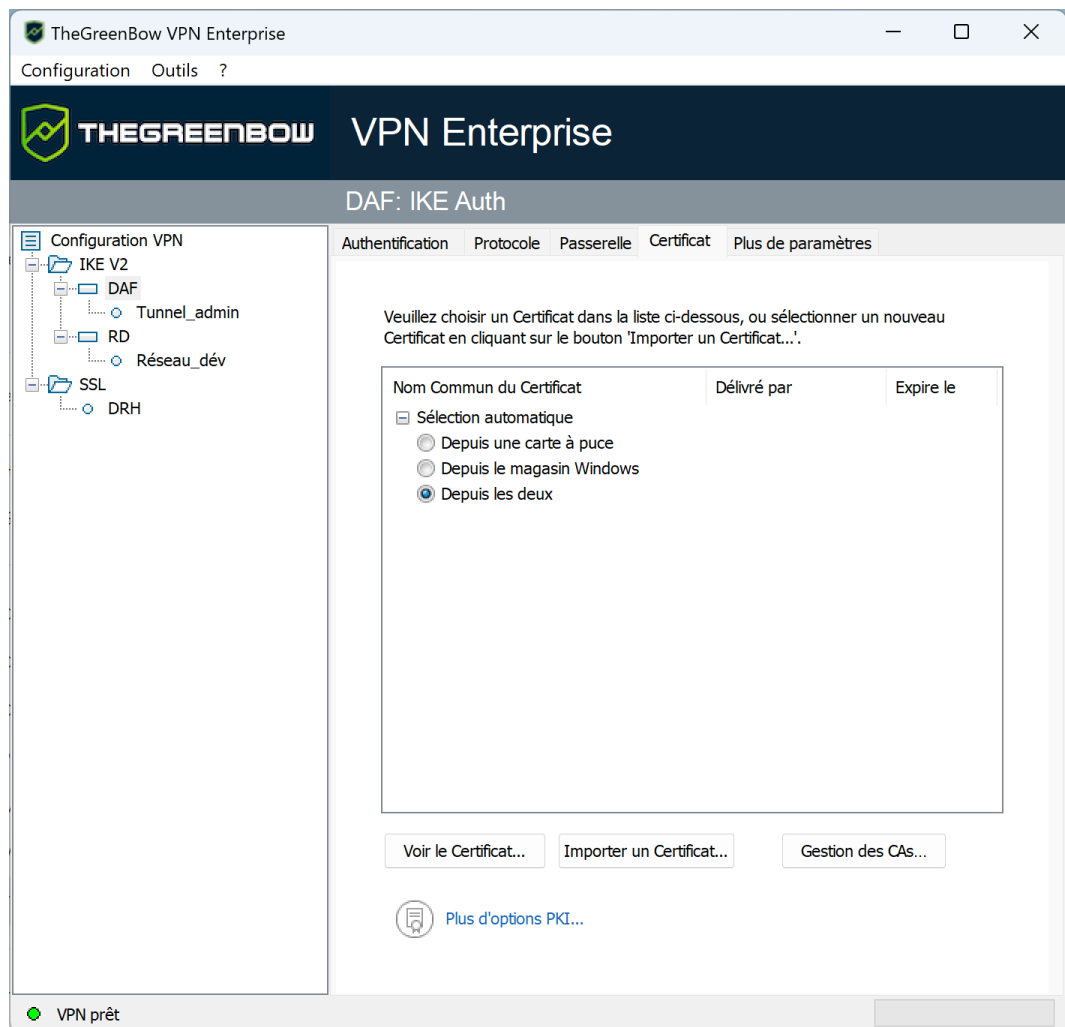 TheGreenBow VPN Enterprise
Configuration Outils ?
THEGREENBOW
VPN Enterprise
DAF: IKE Auth
Configuration VPN
IKE V2
DAF
Tunnel_admin
RD
Réseau_dév
SSL
DRH
Authentification Protocole Passerelle Certificat Plus de paramètres
Veuillez choisir un Certificat dans la liste ci-dessous, ou sélectionner un nouveau
Certificat en cliquant sur le bouton 'Importer un Certificat...'.
Nom Commun du Certificat Délivré par Expire le
Sélection automatique
Depuis une carte à puce
Depuis le magasin Windows
Depuis les deux
Voir le Certificat... Importer un Certificat... Gestion des CAs...
Plus d'options PKI...
VPN prêt